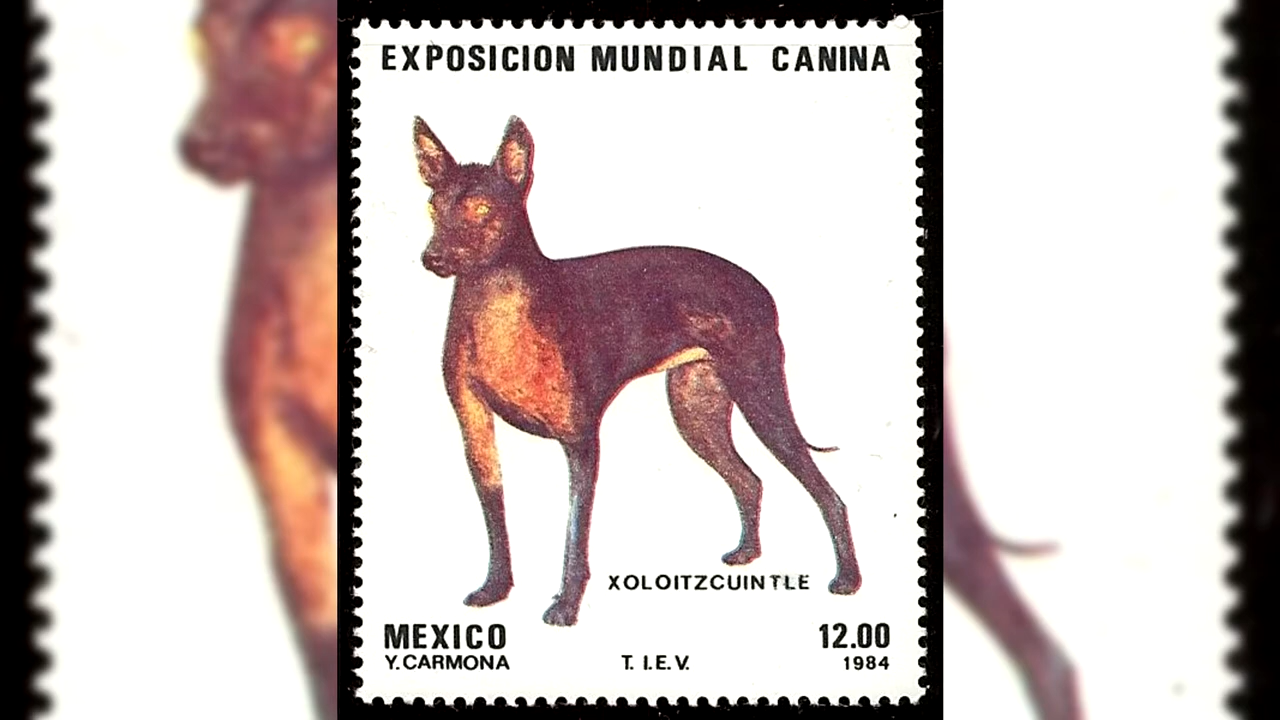 EXPOSICION MUNDIAL CANINA
XOLOITZCUINTLE
MEXICO 12.00
Y. CARMONA T. I. E. V. 1984